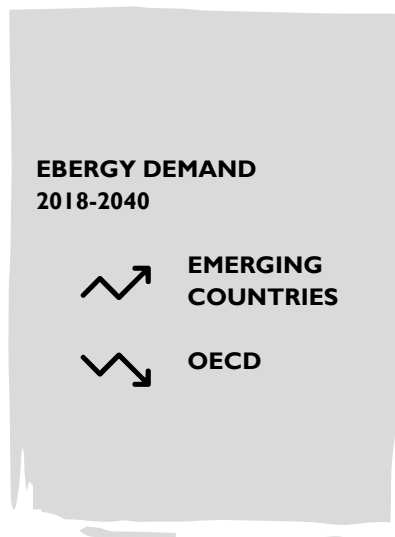 EBERGY DEMAND
2018-2040
EMERGING
COUNTRIES
OECD